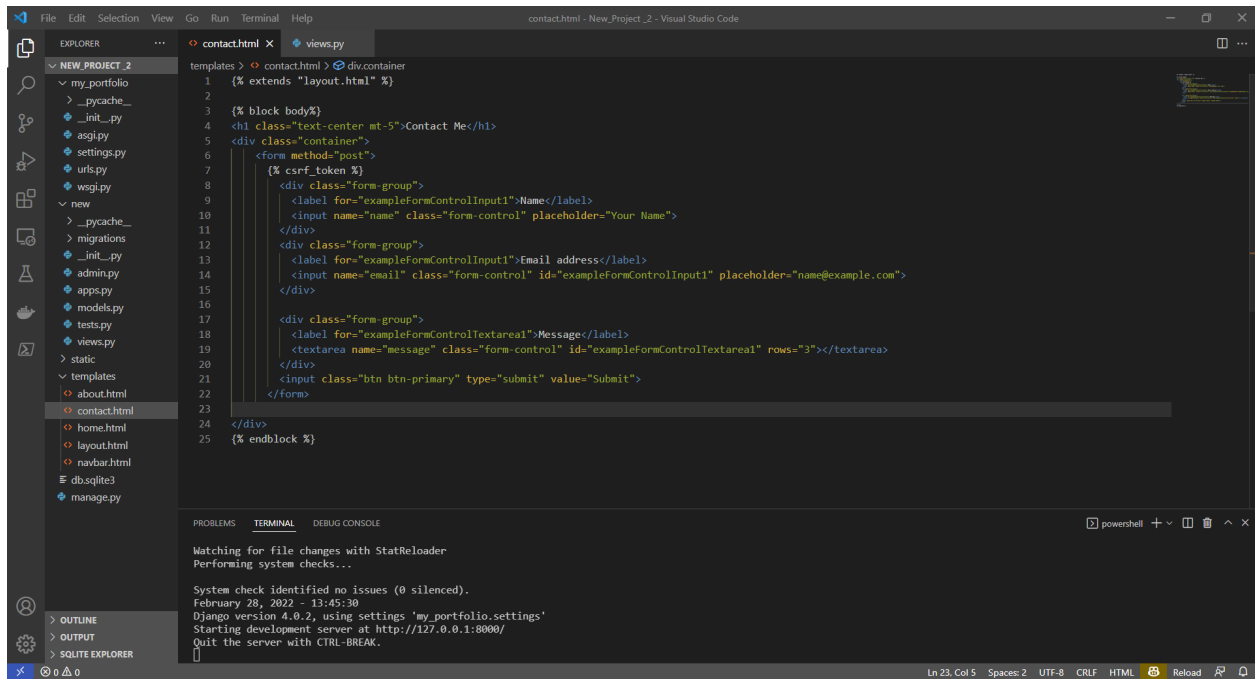 File Edit Selection View Go Run Terminal Help contact.html - New_Project _2 - Visual Studio Code
EXPLORER ...
contact.html views.py
NEW_PROJECT _2
my_portfolio
__pycache__
__init__.py
asgi.py
settings.py
urls.py
wsgi.py
new
__pycache__
migrations
__init__.py
admin.py
apps.py
models.py
tests.py
views.py
static
templates
about.html
contact.html
home.html
layout.html
navbar.html
db.sqlite3
manage.py
OUTLINE
OUTPUT
SQLITE EXPLORER
templates > contact.html > div.container
1 {% extends "layout.html" %}
2
3 {% block body%}
4 <h1 class="text-center mt-5">Contact Me</h1>
5 <div class="container">
6 <form method="post">
7 {% csrf_token %}
8 <div class="form-group">
9 <label for="exampleFormControlInput1">Name</label>
10 <input name="name" class="form-control" placeholder="Your Name">
11 </div>
12 <div class="form-group">
13 <label for="exampleFormControlInput1">Email address</label>
14 <input name="email" class="form-control" id="exampleFormControlInput1" placeholder="name@example.com">
15 </div>
16
17 <div class="form-group">
18 <label for="exampleFormControlTextarea1">Message</label>
19 <textarea name="message" class="form-control" id="exampleFormControlTextarea1" rows="3"></textarea>
20 </div>
21 <input class="btn btn-primary" type="submit" value="Submit">
22 </form>
23
24 </div>
25 {% endblock %}
PROBLEMS TERMINAL DEBUG CONSOLE powershell
Watching for file changes with StatReloader
Performing system checks...
System check identified no issues (0 silenced).
February 28, 2022 - 13:45:30
Django version 4.0.2, using settings 'my_portfolio.settings'
Starting development server at http://127.0.0.1:8000/
Quit the server with CTRL-BREAK.
0 0 Ln 23, Col 5 Spaces: 2 UTF-8 CRLF HTML Reload